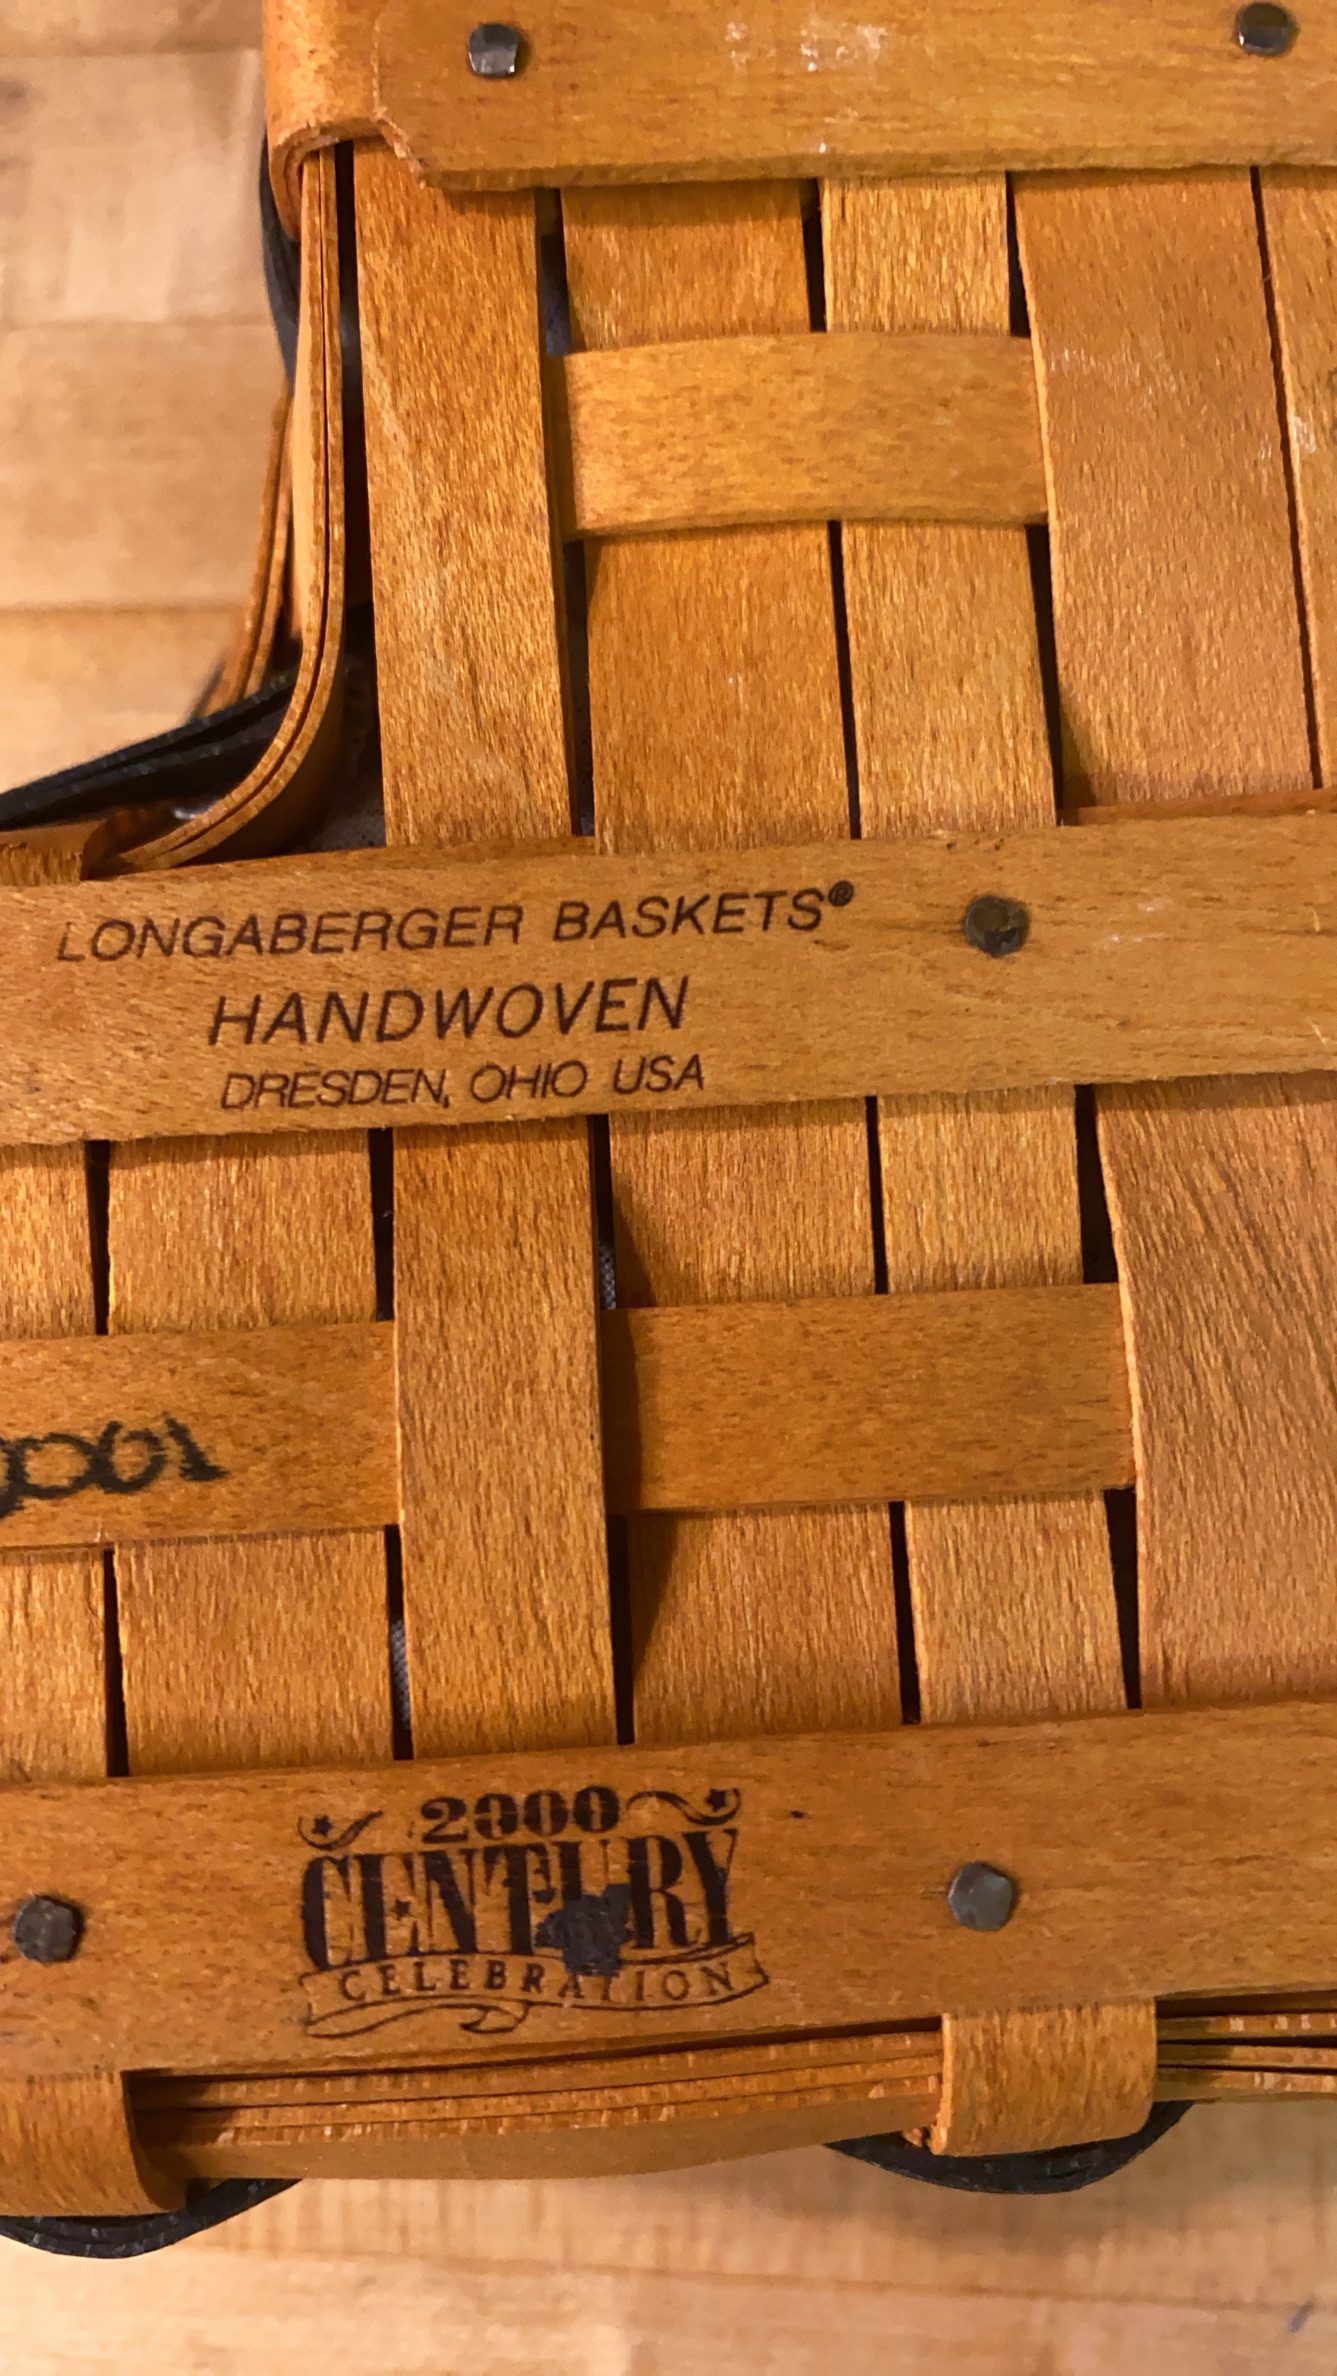 LONGABERGER BASKETS®
HANDWOVEN
DRESDEN, OHIO USA
2000
CENTURY
CELEBRATION